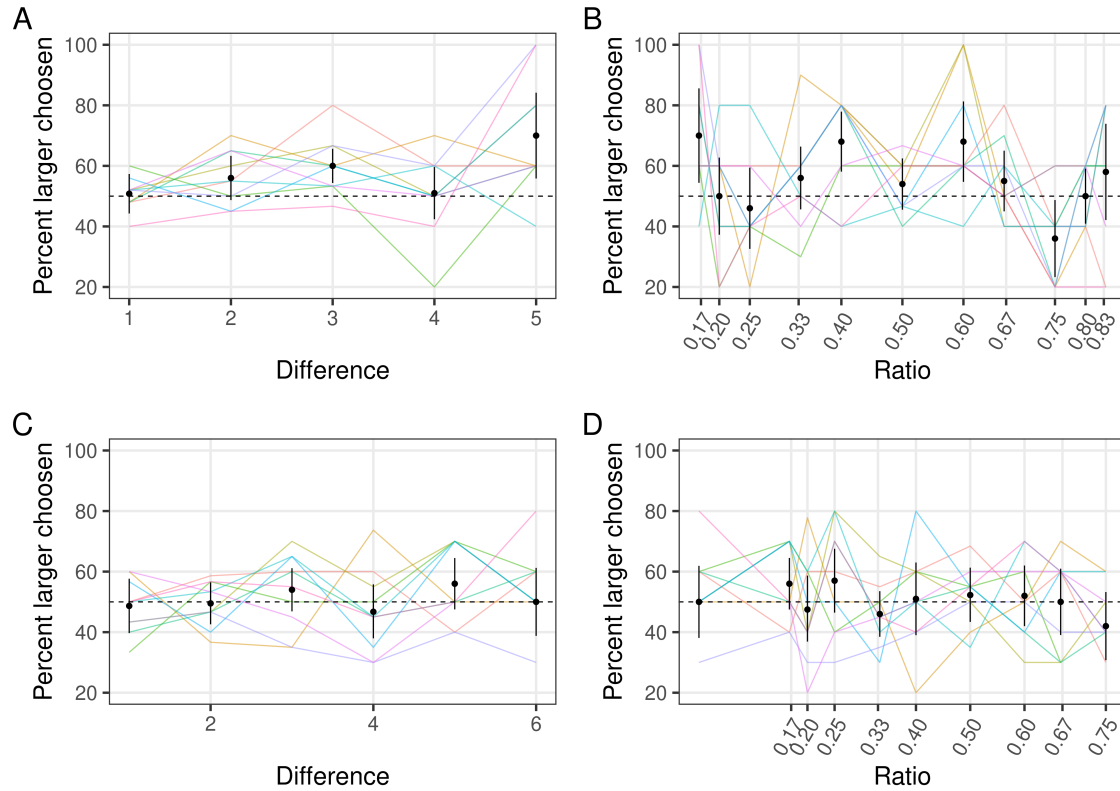 A
Percent larger choosen
100
80
60
40
20
1 2 3 4 5
Difference
B
Percent larger choosen
100
80
60
40
20
0.17 0.20 0.25 0.33 0.40 0.50 0.60 0.67 0.75 0.80 0.83
Ratio
C
Percent larger choosen
100
80
60
40
20
2 4 6
Difference
D
Percent larger choosen
100
80
60
40
20
0.17 0.20 0.25 0.33 0.40 0.50 0.60 0.67 0.75
Ratio